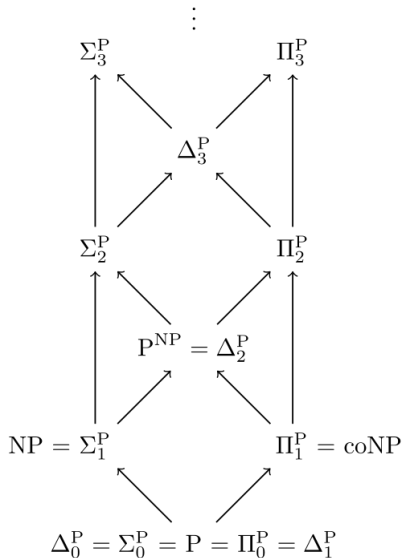 ⋮
Σ₃ᴾ Π₃ᴾ
Δ₃ᴾ
Σ₂ᴾ Π₂ᴾ
Pᴺᴾ = Δ₂ᴾ
NP = Σ₁ᴾ Π₁ᴾ = coNP
Δ₀ᴾ = Σ₀ᴾ = P = Π₀ᴾ = Δ₁ᴾ